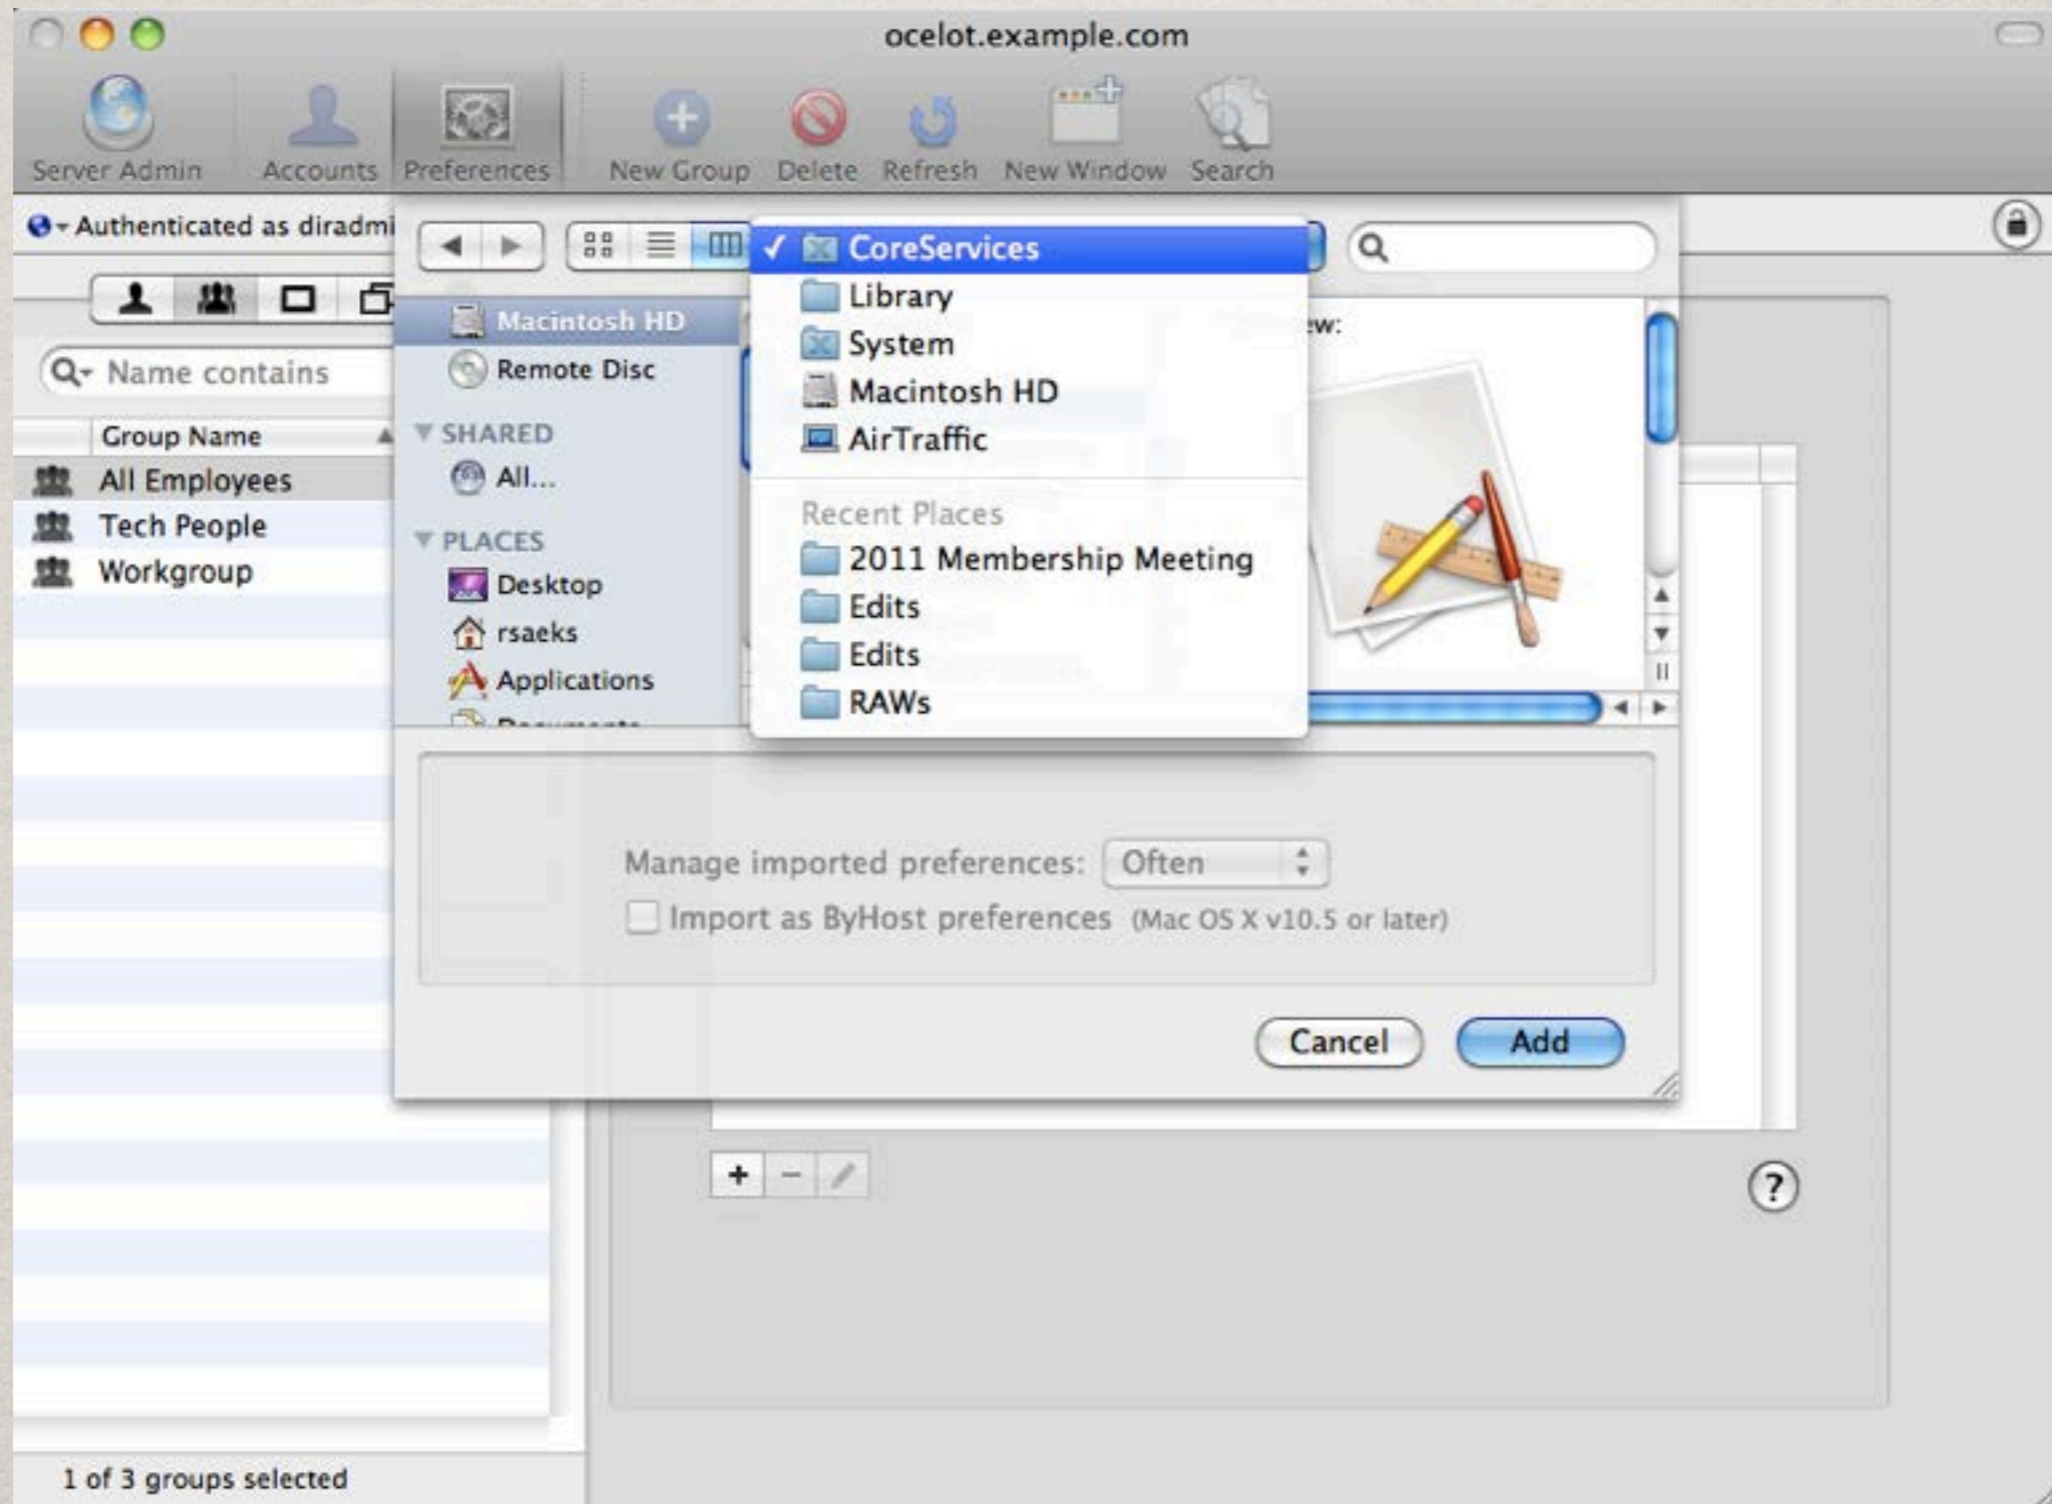 ocelot.example.com
Server Admin Accounts Preferences New Group Delete Refresh New Window Search
Authenticated as diradmi
Name contains
Group Name
All Employees
Tech People
Workgroup
1 of 3 groups selected
Macintosh HD
Remote Disc
SHARED
All...
PLACES
Desktop
rsaeks
Applications
CoreServices
Library
System
Macintosh HD
AirTraffic
Recent Places
2011 Membership Meeting
Edits
Edits
RAWs
ew:
Manage imported preferences: Often
Import as ByHost preferences (Mac OS X v10.5 or later)
Cancel Add